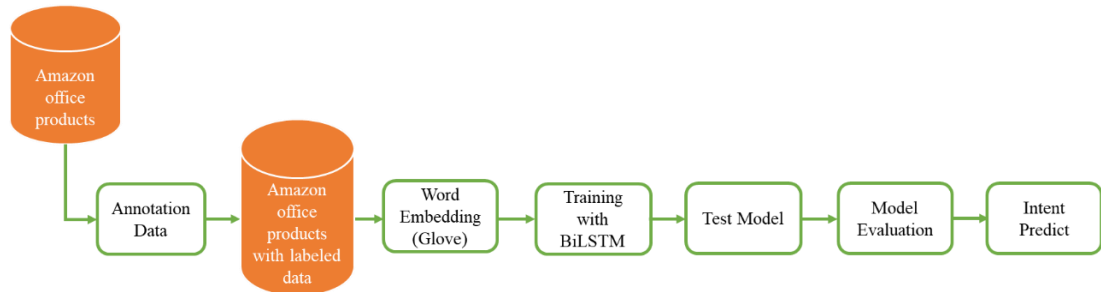 Amazon
office
products
Annotation
Data
Amazon
office
products
with labeled
data
Word
Embedding
(Glove)
Training
with
BiLSTM
Test Model
Model
Evaluation
Intent
Predict